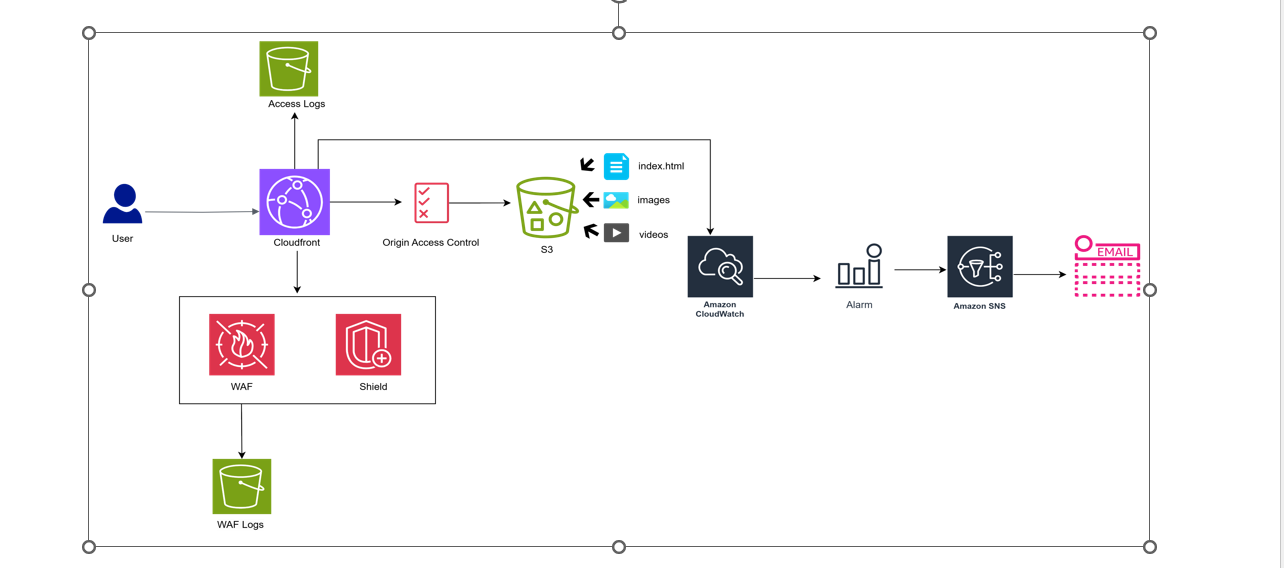 Access Logs
index.html
images
User
Cloudfront
Origin Access Control
S3
videos
EMAIL
Amazon
CloudWatch
Alarm
Amazon SNS
WAF
Shield
WAF Logs